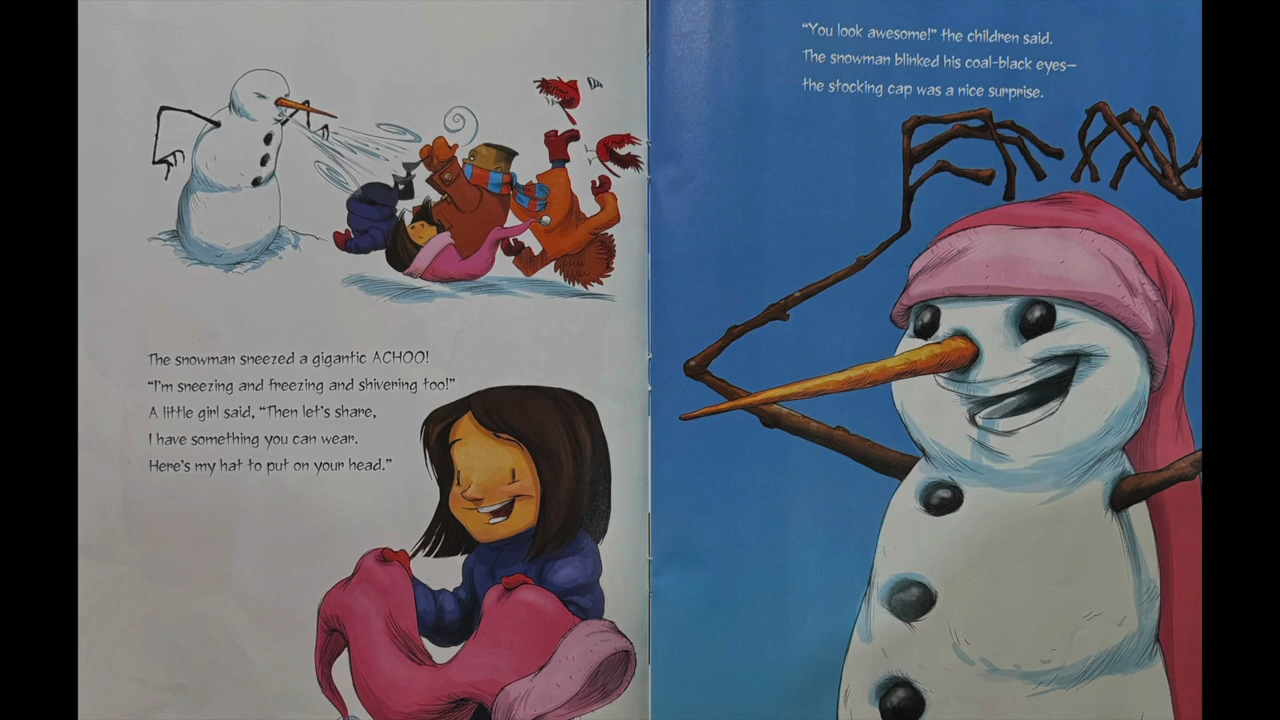 The snowman sneezed a gigantic ACHOO!
“I'm sneezing and freezing and shivering too!”
A little girl said, “Then let's share,
I have something you can wear.
Here's my hat to put on your head.”
“You look awesome!” the children said.
The snowman blinked his coal-black eyes—
the stocking cap was a nice surprise.